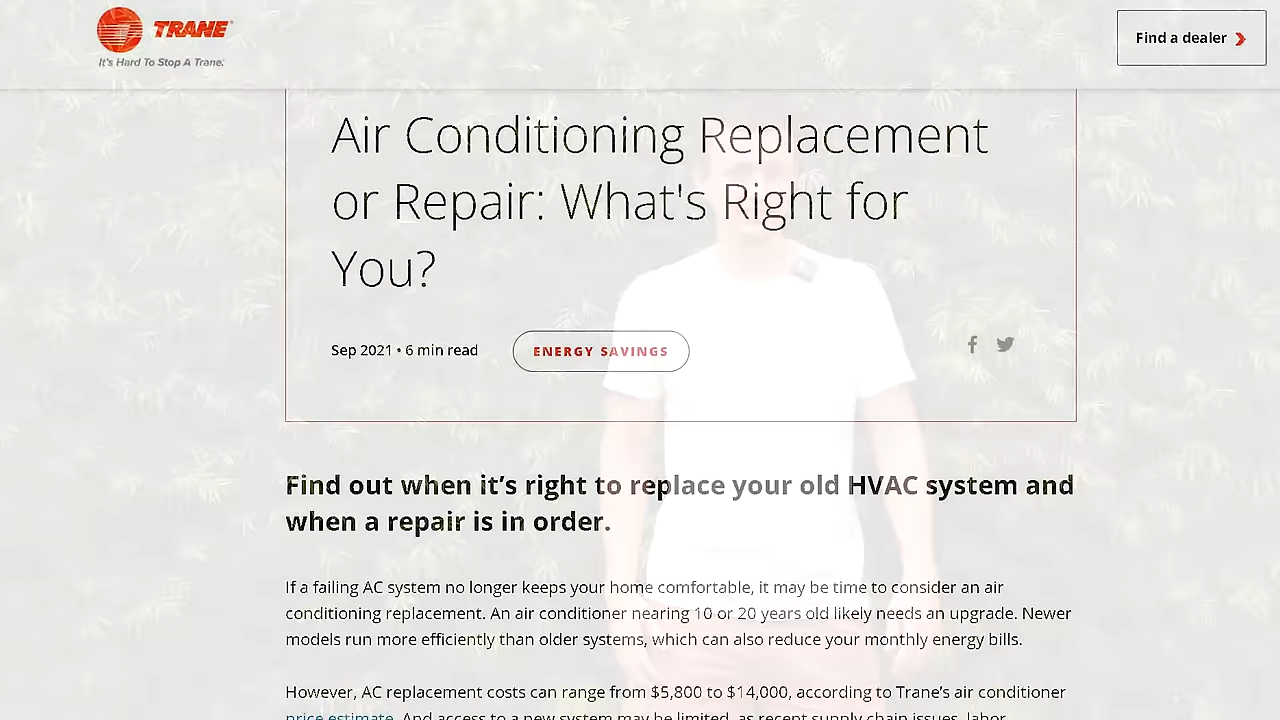 TRANE
It's Hard To Stop A Trane.
Find a dealer
Air Conditioning Replacement
or Repair: What's Right for
You?
Sep 2021 • 6 min read
ENERGY SAVINGS
Find out when it’s right to replace your old HVAC system and
when a repair is in order.
If a failing AC system no longer keeps your home comfortable, it may be time to consider an air
conditioning replacement. An air conditioner nearing 10 or 20 years old likely needs an upgrade. Newer
models run more efficiently than older systems, which can also reduce your monthly energy bills.
However, AC replacement costs can range from $5,800 to $14,000, according to Trane’s air conditioner
price estimate. And access to a new system may be limited, as recent supply chain issues, labor